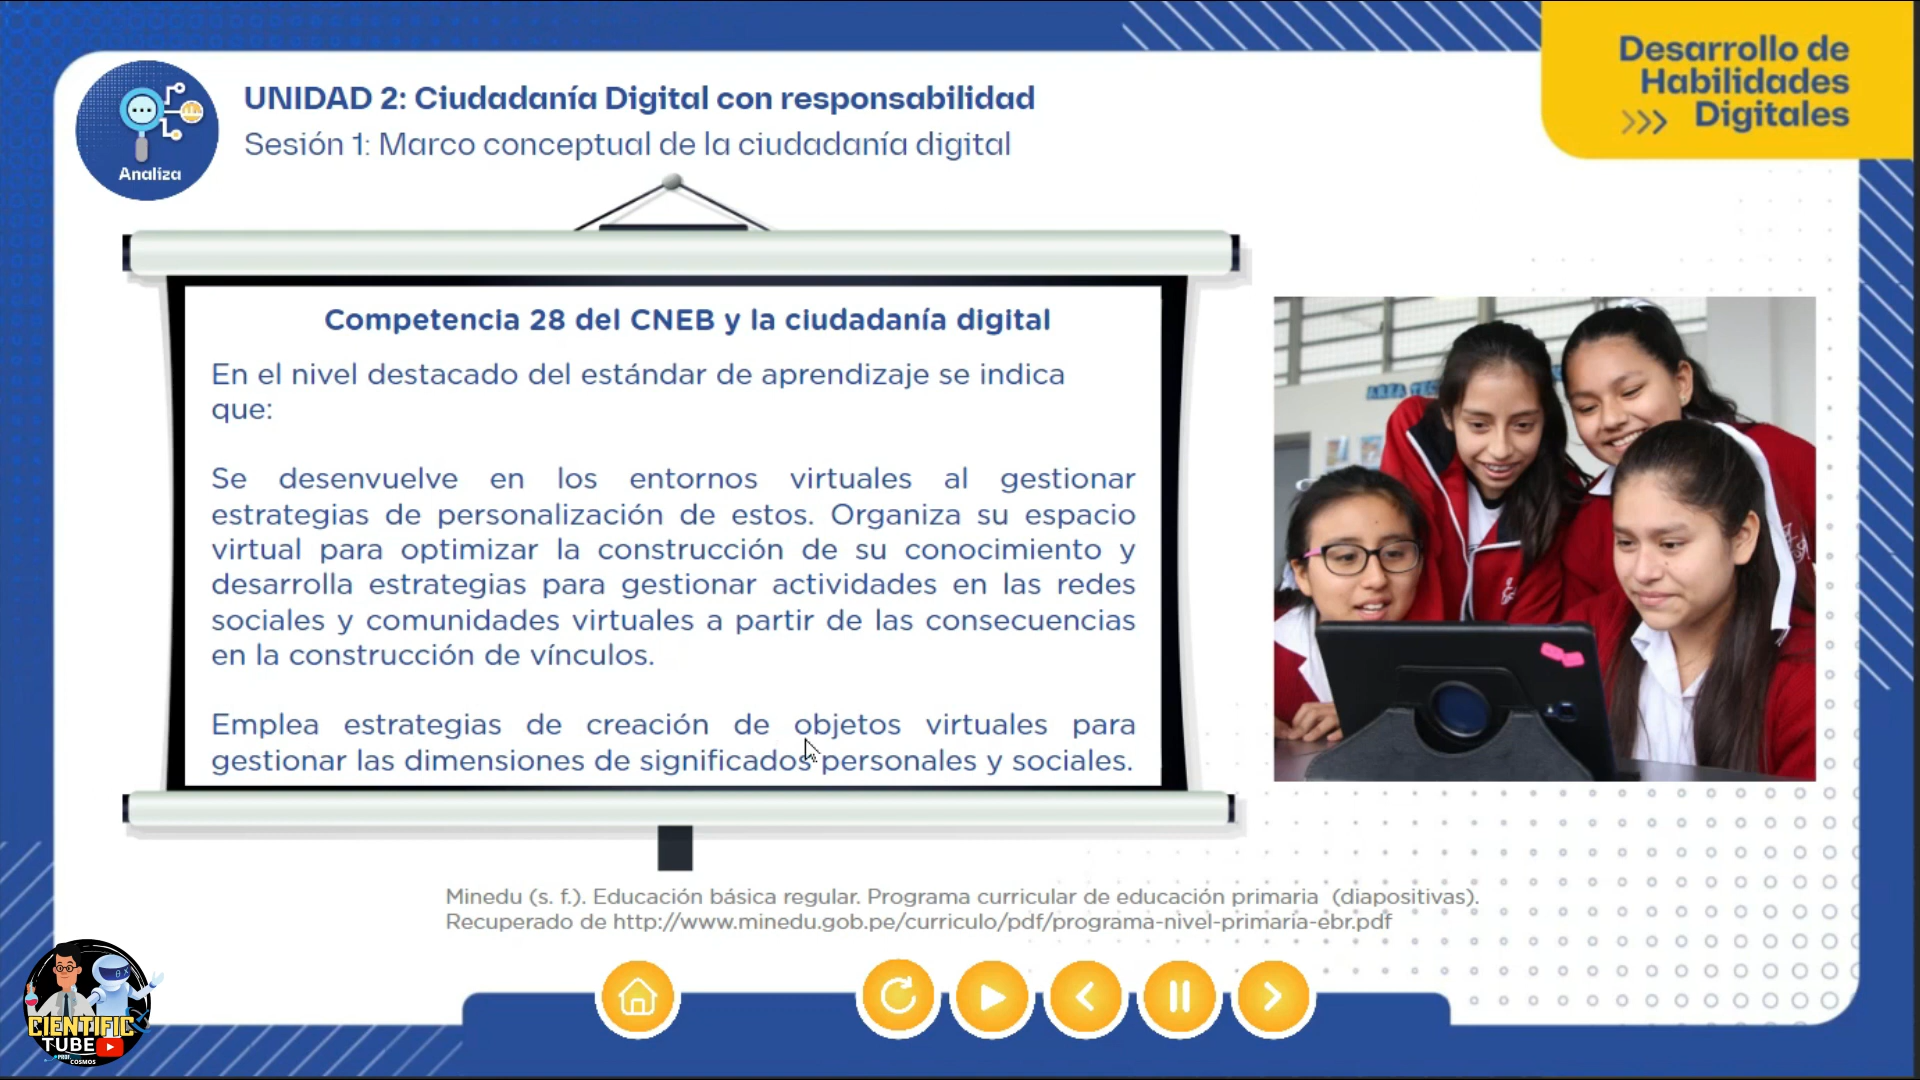 Desarrollo de
Habilidades
>>> Digitales
Analiza
UNIDAD 2: Ciudadanía Digital con responsabilidad
Sesión 1: Marco conceptual de la ciudadanía digital
Competencia 28 del CNEB y la ciudadanía digital
En el nivel destacado del estándar de aprendizaje se indica
que:
Se desenvuelve en los entornos virtuales al gestionar
estrategias de personalización de estos. Organiza su espacio
virtual para optimizar la construcción de su conocimiento y
desarrolla estrategias para gestionar actividades en las redes
sociales y comunidades virtuales a partir de las consecuencias
en la construcción de vínculos.
Emplea estrategias de creación de objetos virtuales para
gestionar las dimensiones de significados personales y sociales.
Minedu (s. f.). Educación básica regular. Programa curricular de educación primaria (diapositivas).
Recuperado de http://www.minedu.gob.pe/curriculo/pdf/programa-nivel-primaria-ebr.pdf
CIENTIFIC
TUBE
PROF.
COSMOS